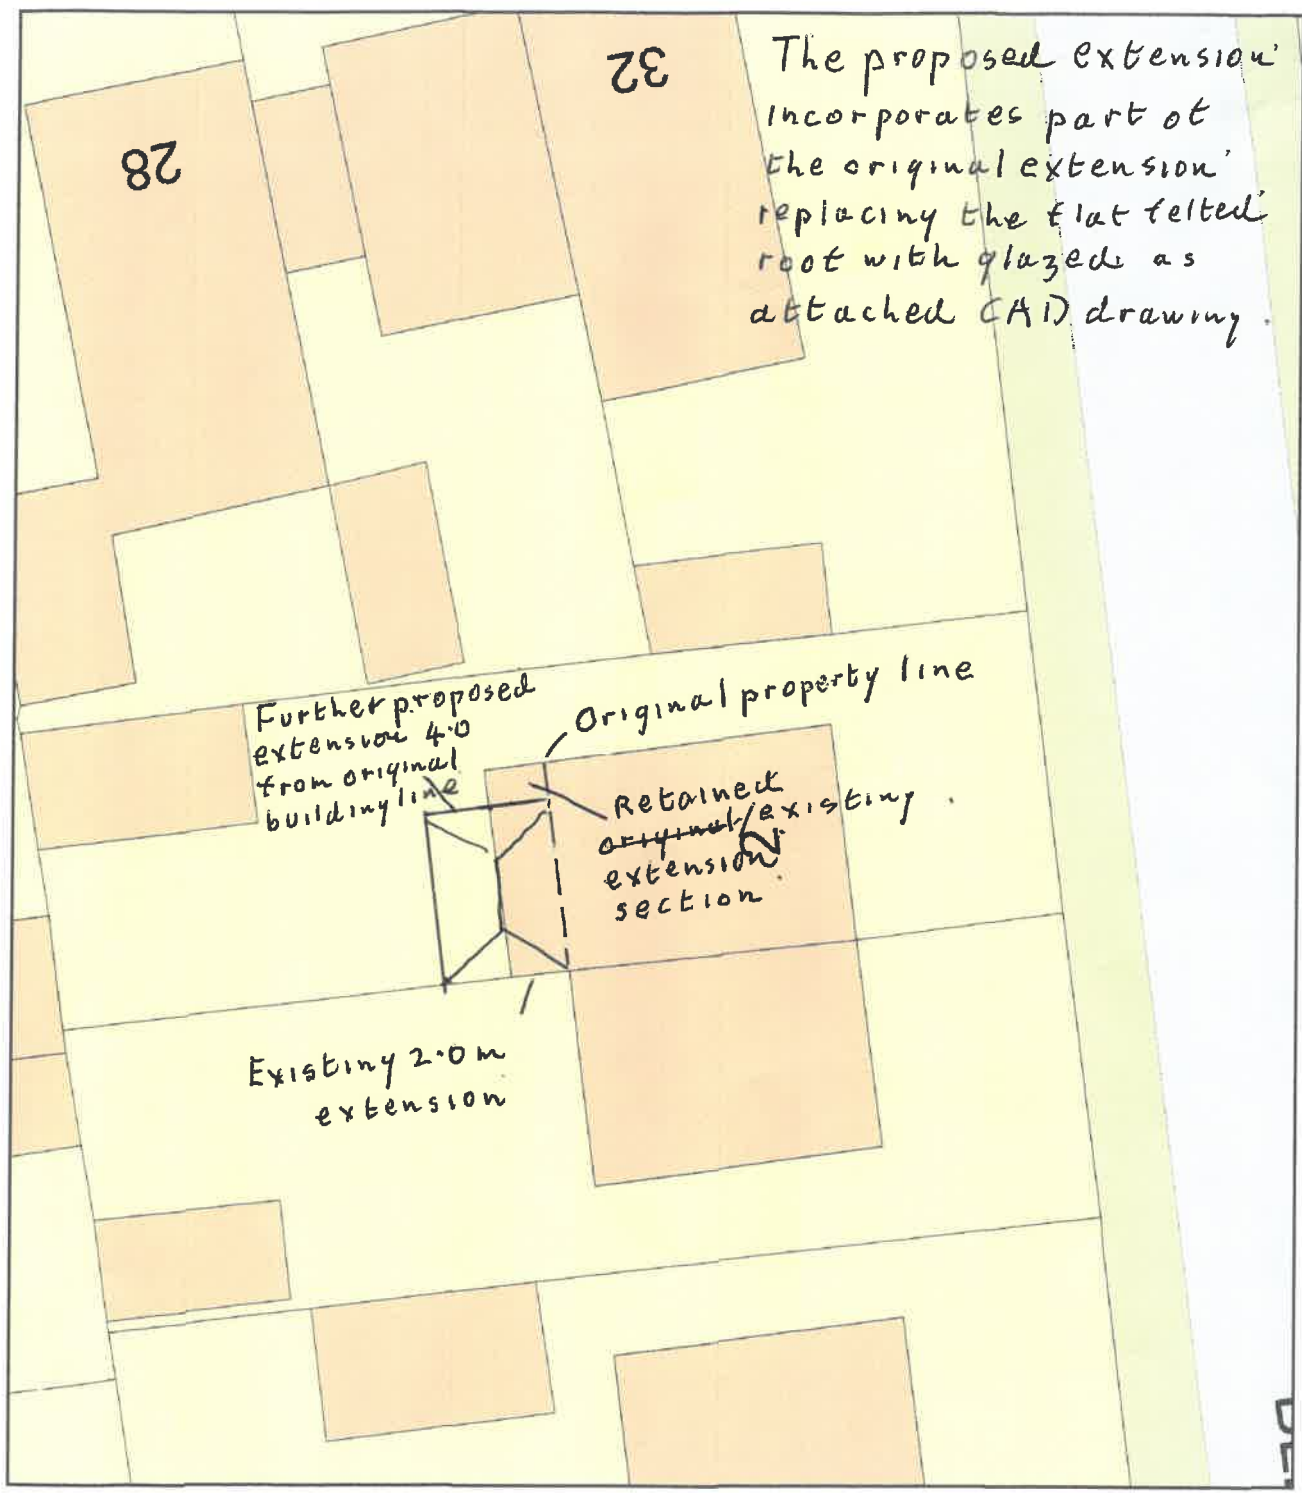 28
32
The proposed extension
incorporates part of
the original extension
replacing the flat felted
roof with glazed as
attached CAD drawing.
Further proposed
extension 4.0
from original
building line
Original property line
Retained
original/existing
extension
section
2
Existing 2.0m
extension